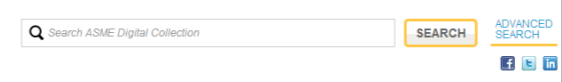 Search ASME Digital Collection
SEARCH
ADVANCED
SEARCH